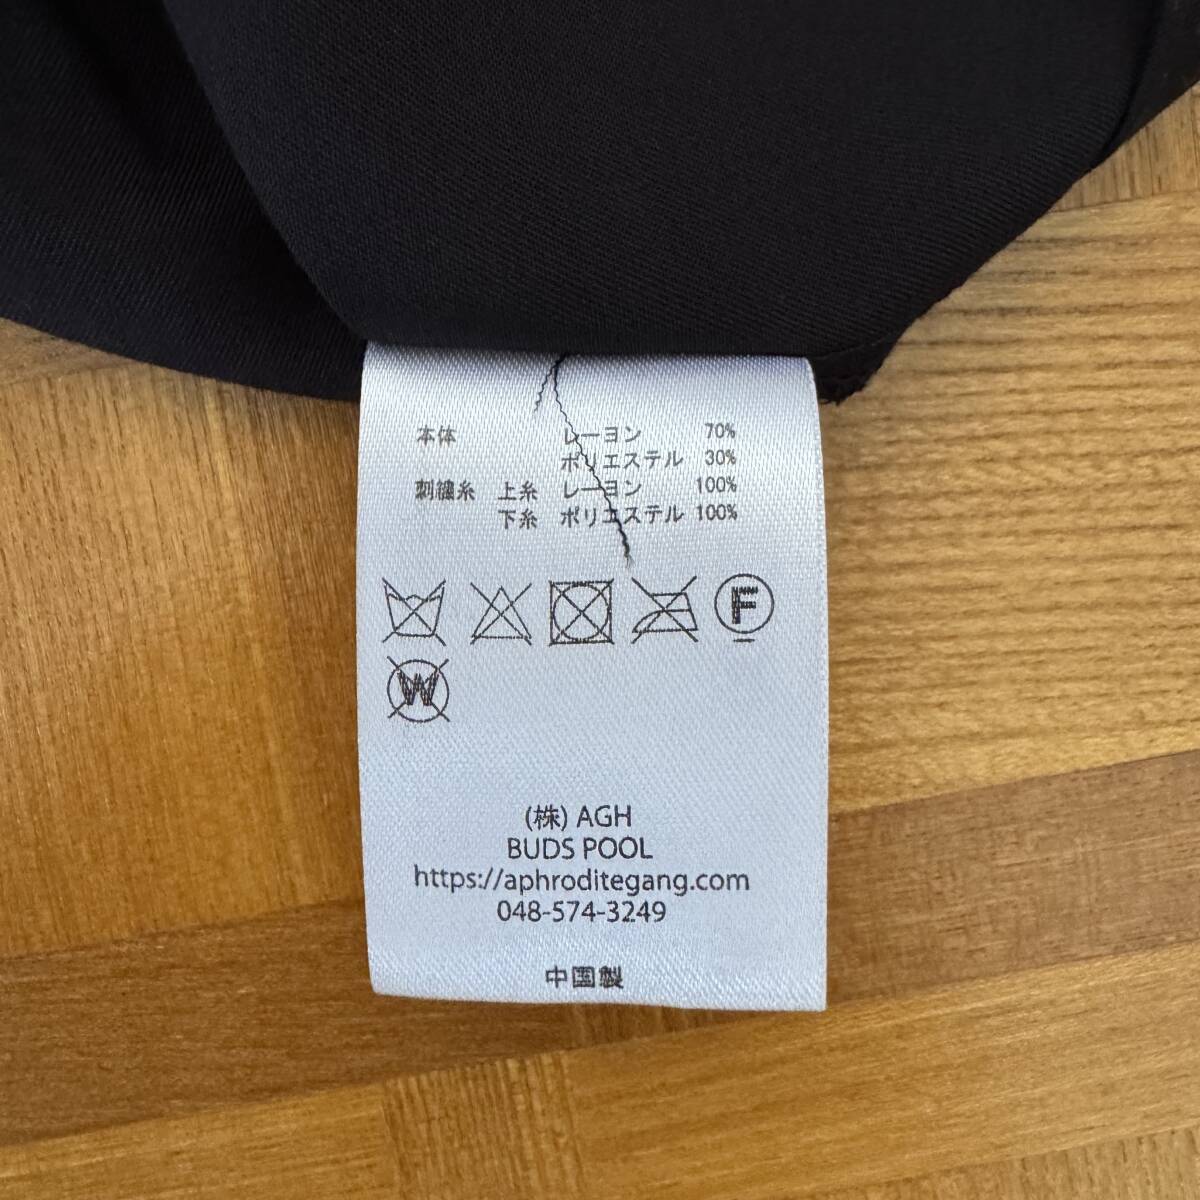 本体 レーヨン 70%
ポリエステル 30%
刺繍糸 上糸 レーヨン 100%
下糸 ポリエステル 100%
F
W
(株) AGH
BUDS POOL
https://aphroditegang.com
048-574-3249
中国製